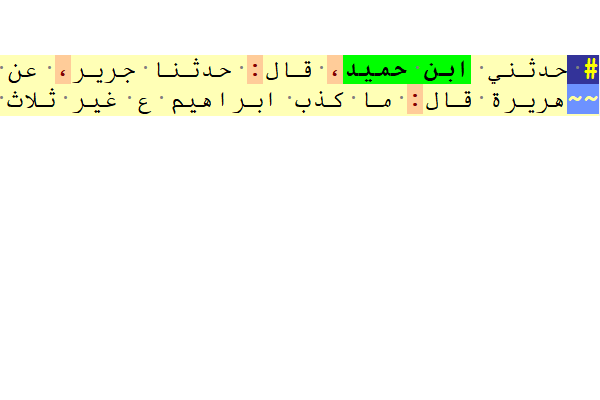 # حدثني ابن حميد، قال: حدثنا جرير، عن
~~هريرة قال: ما كذب ابراهيم ع غير ثلاث